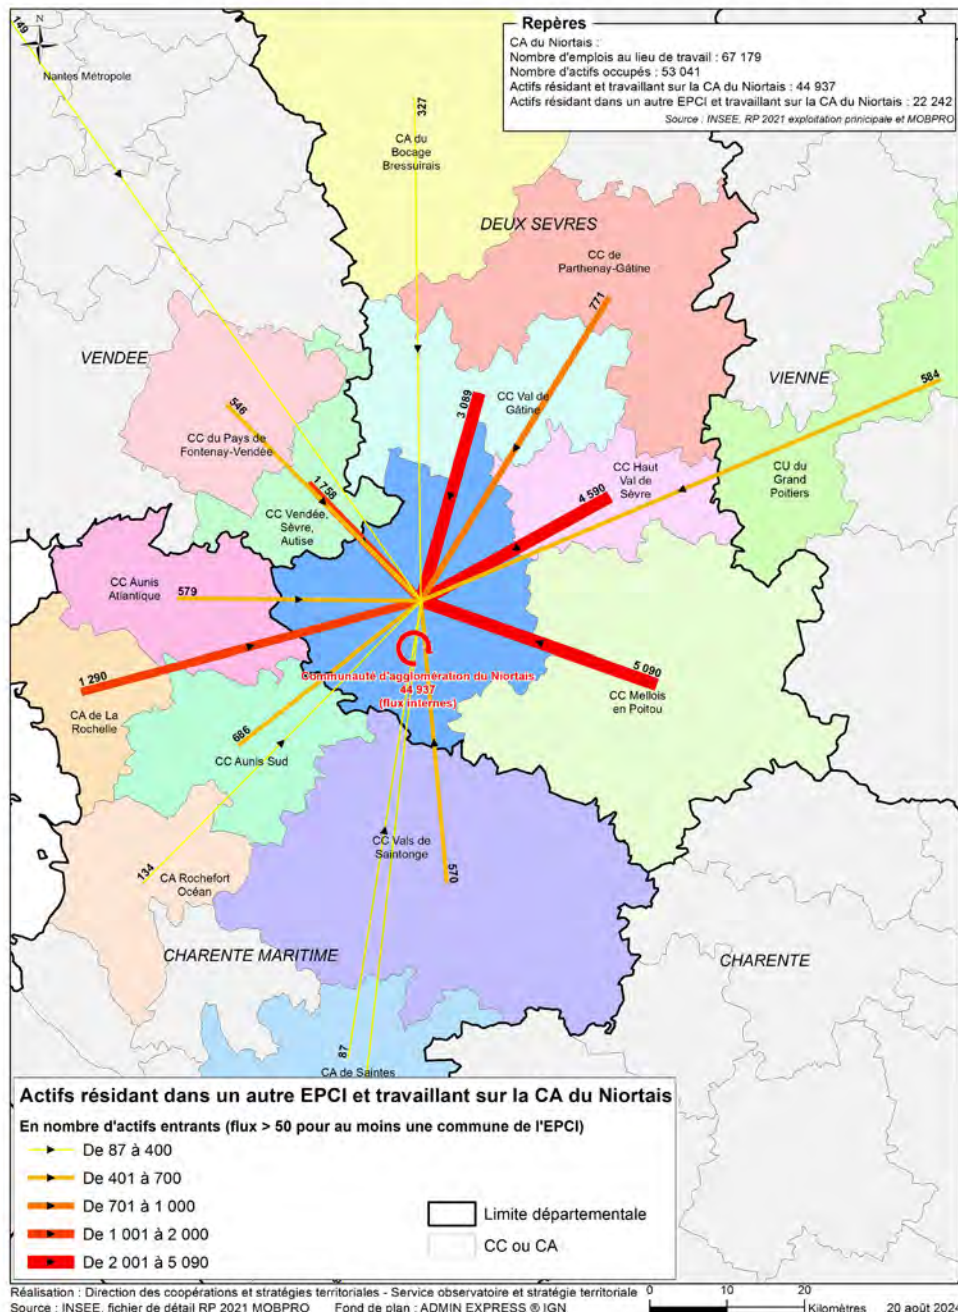 149
N
Nantes Métropole
Repères
CA du Niortais :
Nombre d'emplois au lieu de travail : 67 179
Nombre d'actifs occupés : 53 041
Actifs résidant et travaillant sur la CA du Niortais : 44 937
Actifs résidant dans un autre EPCI et travaillant sur la CA du Niortais : 22 242
Source : INSEE, RP 2021 exploitation prinicipale et MOBPRO
327
CA du
Bocage
Bressuirais
DEUX SEVRES
CC de
Parthenay-Gâtine
771
VENDEE
VIENNE
584
3 089
CC Val de
Gâtine
546
CC du Pays de
Fontenay-Vendée
CC Haut
Val de
Sèvre
CU du
Grand
Poitiers
1 758
4 590
CC Vendée,
Sèvre,
Autise
CC Aunis
Atlantique
579
Communauté d'agglomération du Niortais
44 937
(flux internes)
5 090
CC Mellois
en Poitou
1 290
CA de La
Rochelle
686
CC Aunis Sud
CC Vals de
Saintonge
134
CA Rochefort
Océan
570
CHARENTE MARITIME
CHARENTE
87
CA de Saintes
Actifs résidant dans un autre EPCI et travaillant sur la CA du Niortais
En nombre d'actifs entrants (flux > 50 pour au moins une commune de l'EPCI)
De 87 à 400
De 401 à 700
De 701 à 1 000
De 1 001 à 2 000
De 2 001 à 5 090
Limite départementale
CC ou CA
Réalisation : Direction des coopérations et stratégies territoriales - Service observatoire et stratégie territoriale
Source : INSEE, fichier de détail RP 2021 MOBPRO Fond de plan : ADMIN EXPRESS ® IGN
0 10 20
Kilomètres
20 août 2024